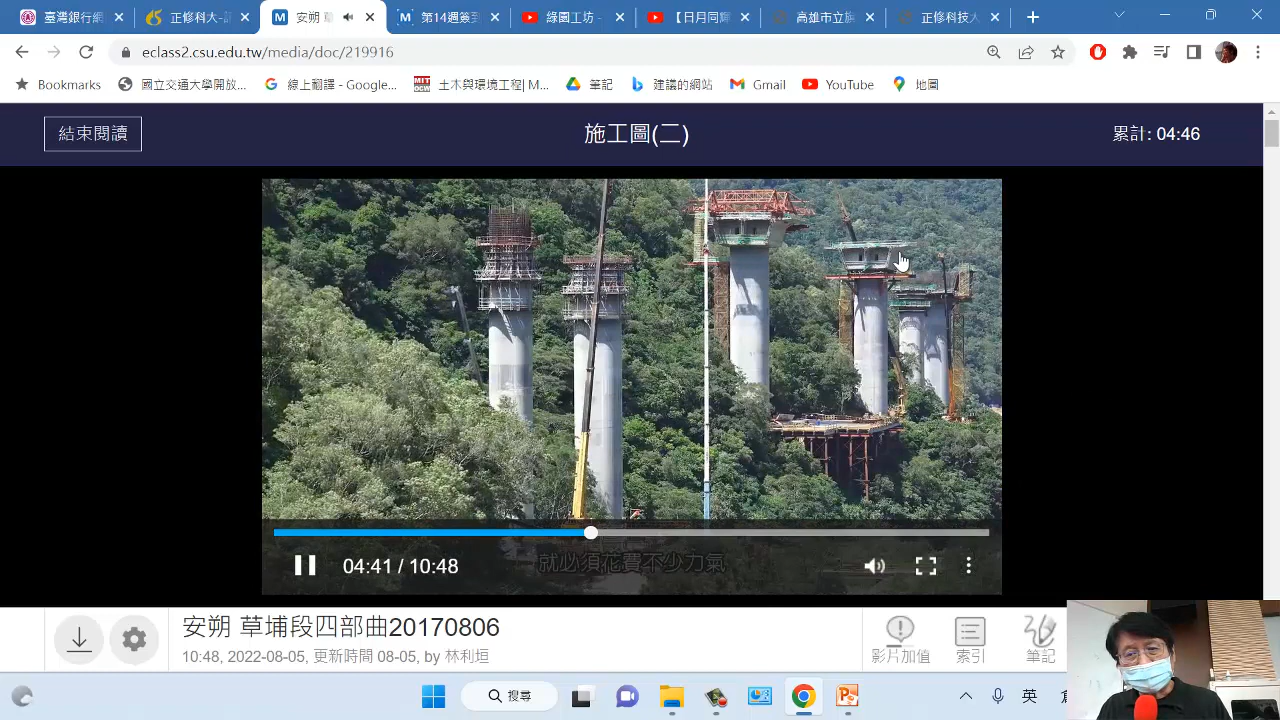 臺灣銀行網
正修科大-
安朔
第14週簽到
綠園工坊 -
【日月同輝
高雄市立旗
正修科技人
eclass2.csu.edu.tw/media/doc/219916
Bookmarks
國立交通大學開放...
線上翻譯 - Google...
土木與環境工程| M...
筆記
建議的網站
Gmail
YouTube
地圖
結束閱讀
施工圖(二)
累計: 04:46
04:41 / 10:48
就必須花費不少力氣
安朔 草埔段四部曲20170806
10:48, 2022-08-05, 更新時間 08-05, by 林利垣
影片加值
索引
筆記
搜尋
英